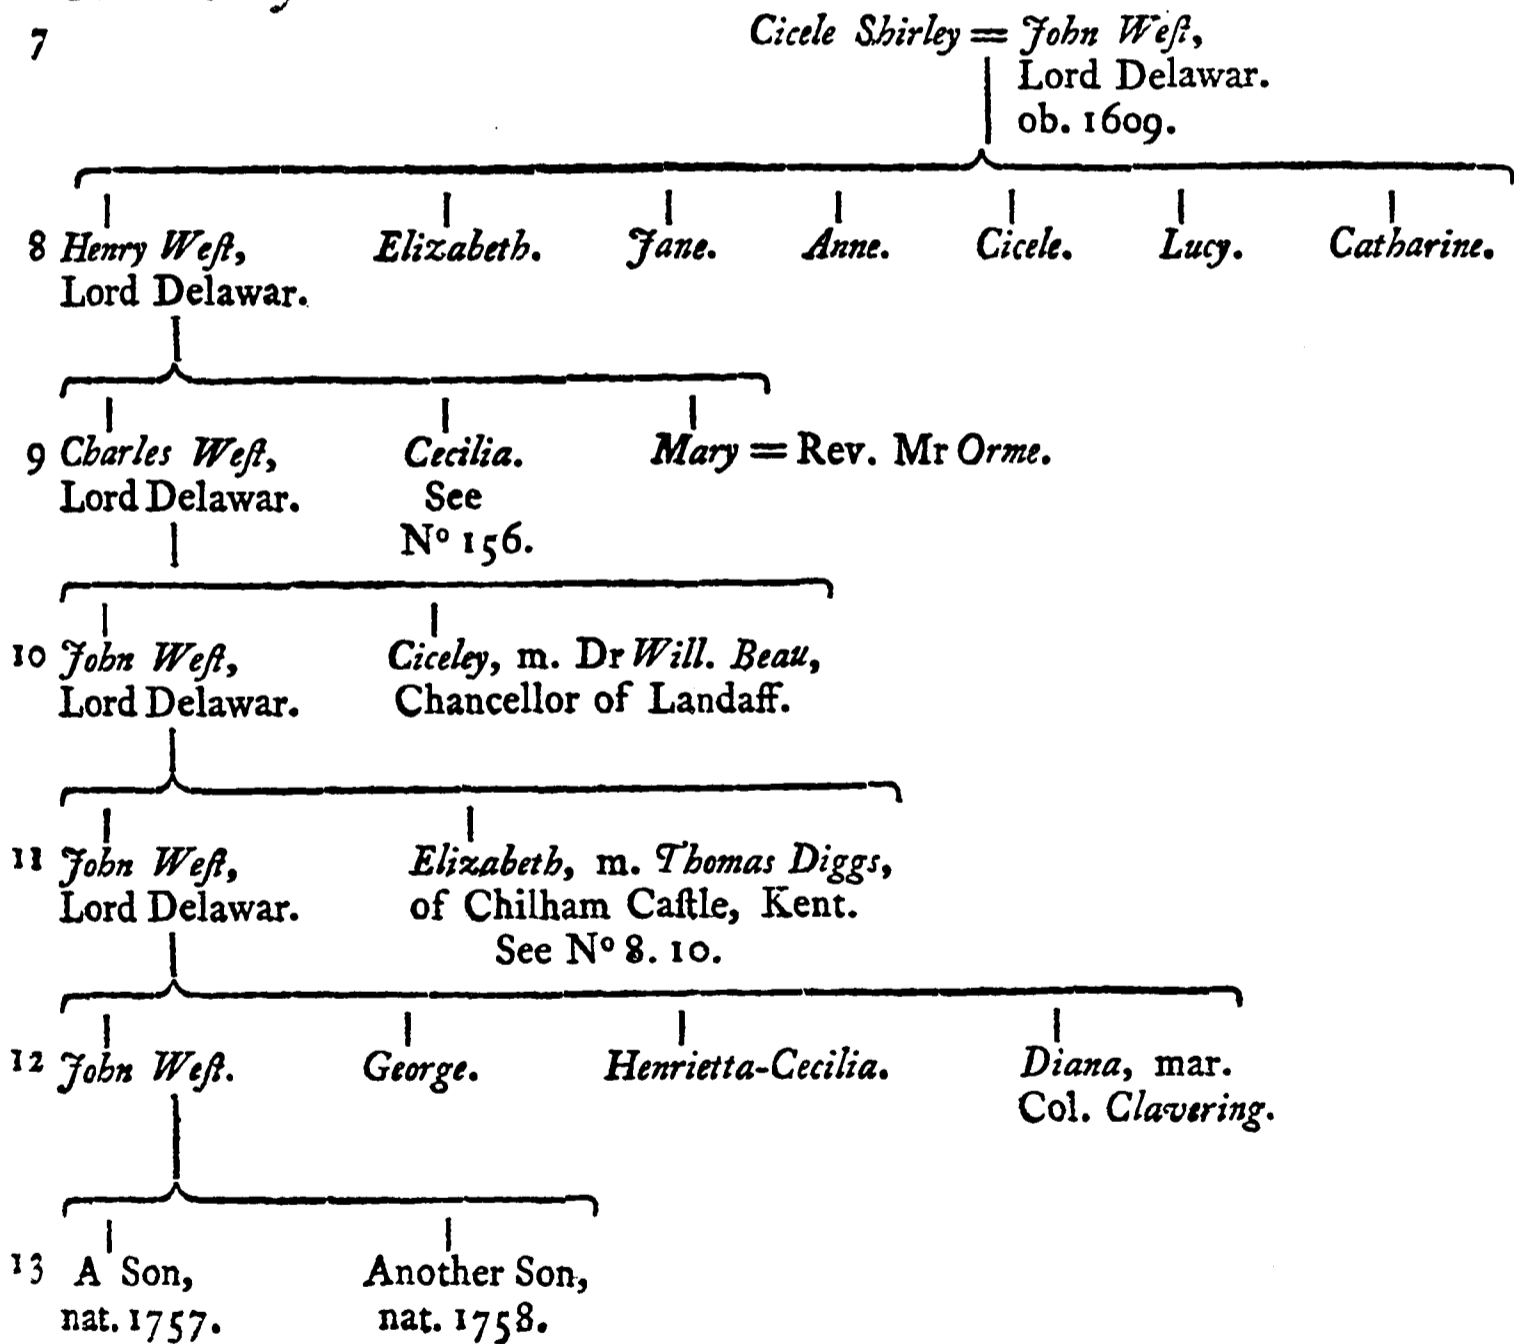 7 Cicele Shirley = John Weſt,
Lord Delawar.
ob. 1609.
8 Henry Weſt, Elizabeth. Jane. Anne. Cicele. Lucy. Catharine.
Lord Delawar.
9 Charles Weſt, Cecilia. Mary = Rev. Mr Orme.
Lord Delawar. See
Nº 156.
10 John Weſt, Ciceley, m. Dr Will. Beau,
Lord Delawar. Chancellor of Landaff.
11 John Weſt, Elizabeth, m. Thomas Diggs,
Lord Delawar. of Chilham Caſtle, Kent.
See Nº 8. 10.
12 John Weſt. George. Henrietta-Cecilia. Diana, mar.
Col. Clavering.
13 A Son, Another Son,
nat. 1757. nat. 1758.